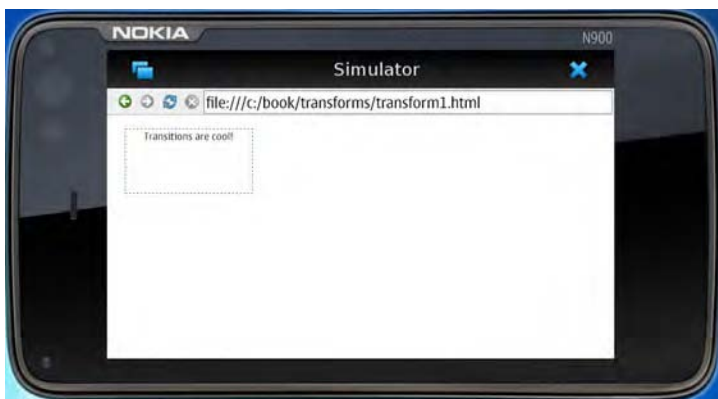 NOKIA
N900
Simulator
file:///c:/book/transforms/transform1.html
Transitions are cool!